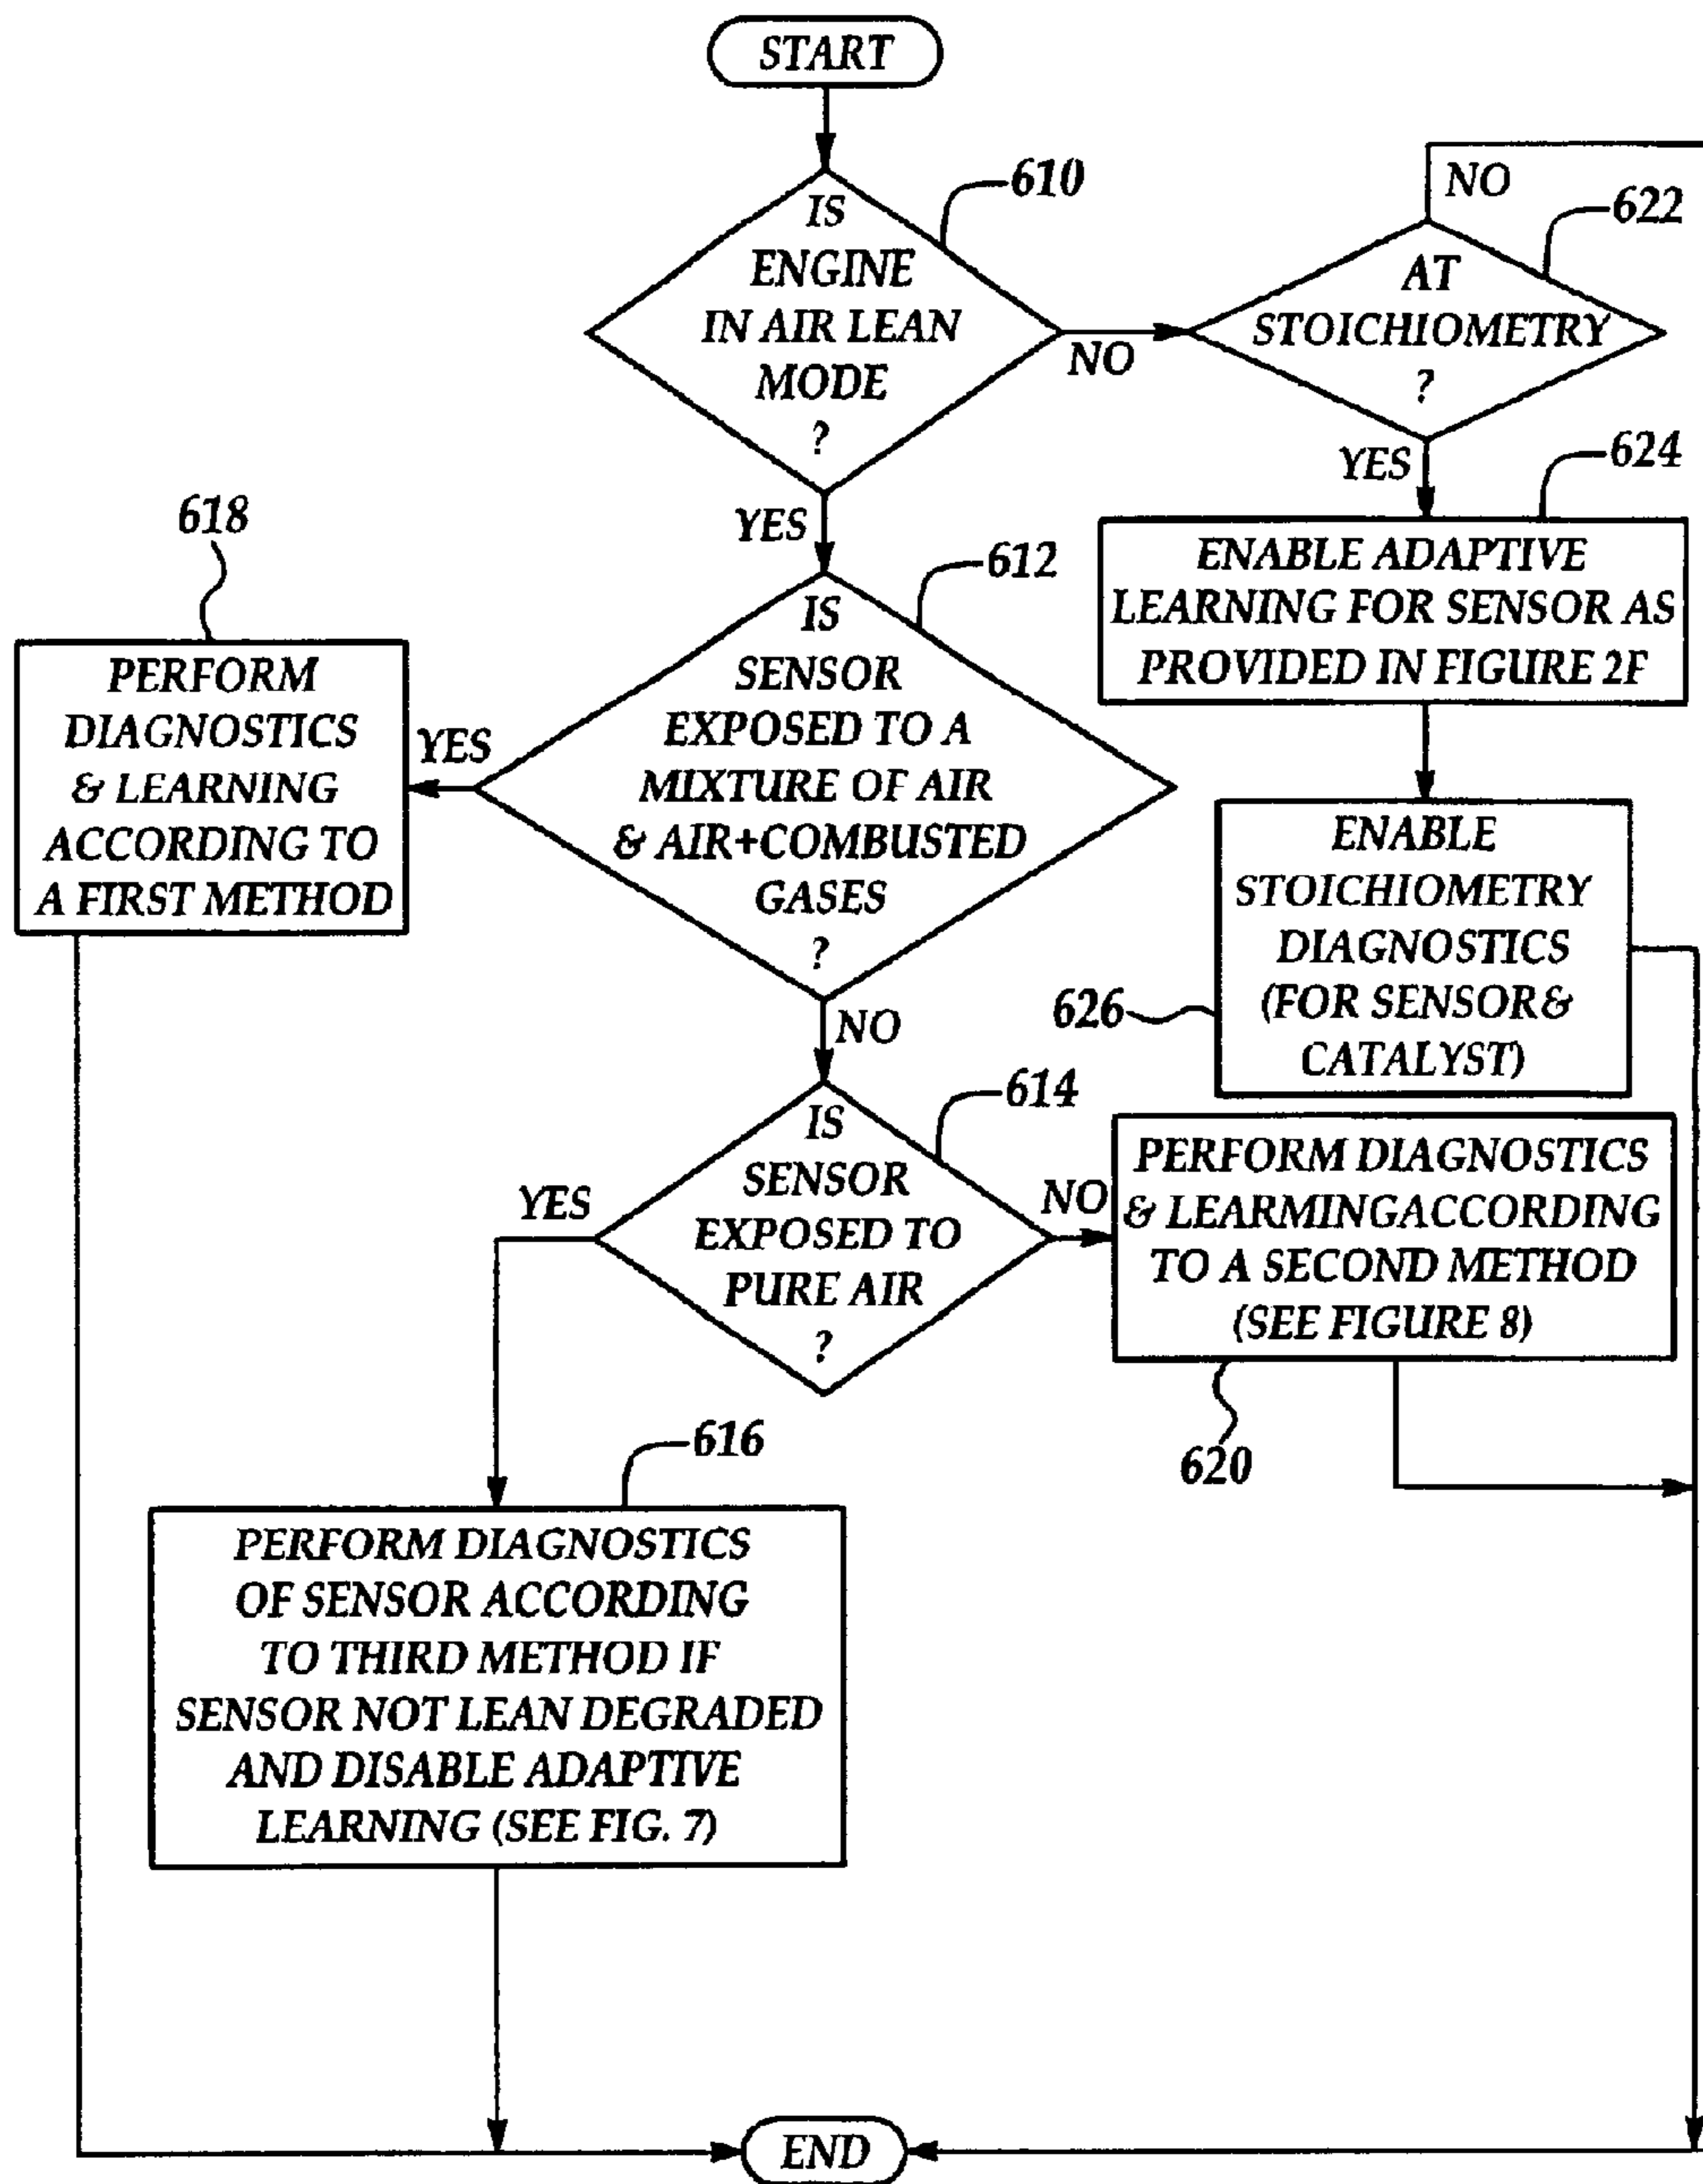 START
IS
ENGINE
IN AIR LEAN
MODE
?
610
NO
AT
STOICHIOMETRY
?
622
NO
YES
YES
ENABLE ADAPTIVE
LEARNING FOR SENSOR AS
PROVIDED IN FIGURE 2F
624
618
PERFORM
DIAGNOSTICS
& LEARNING
ACCORDING TO
A FIRST METHOD
YES
IS
SENSOR
EXPOSED TO A
MIXTURE OF AIR
& AIR+COMBUSTED
GASES
?
612
ENABLE
STOICHIOMETRY
DIAGNOSTICS
(FOR SENSOR&
CATALYST)
626
NO
IS
SENSOR
EXPOSED TO
PURE AIR
?
614
YES
NO
PERFORM DIAGNOSTICS
& LEARMINGACCORDING
TO A SECOND METHOD
(SEE FIGURE 8)
620
616
PERFORM DIAGNOSTICS
OF SENSOR ACCORDING
TO THIRD METHOD IF
SENSOR NOT LEAN DEGRADED
AND DISABLE ADAPTIVE
LEARNING (SEE FIG. 7)
END